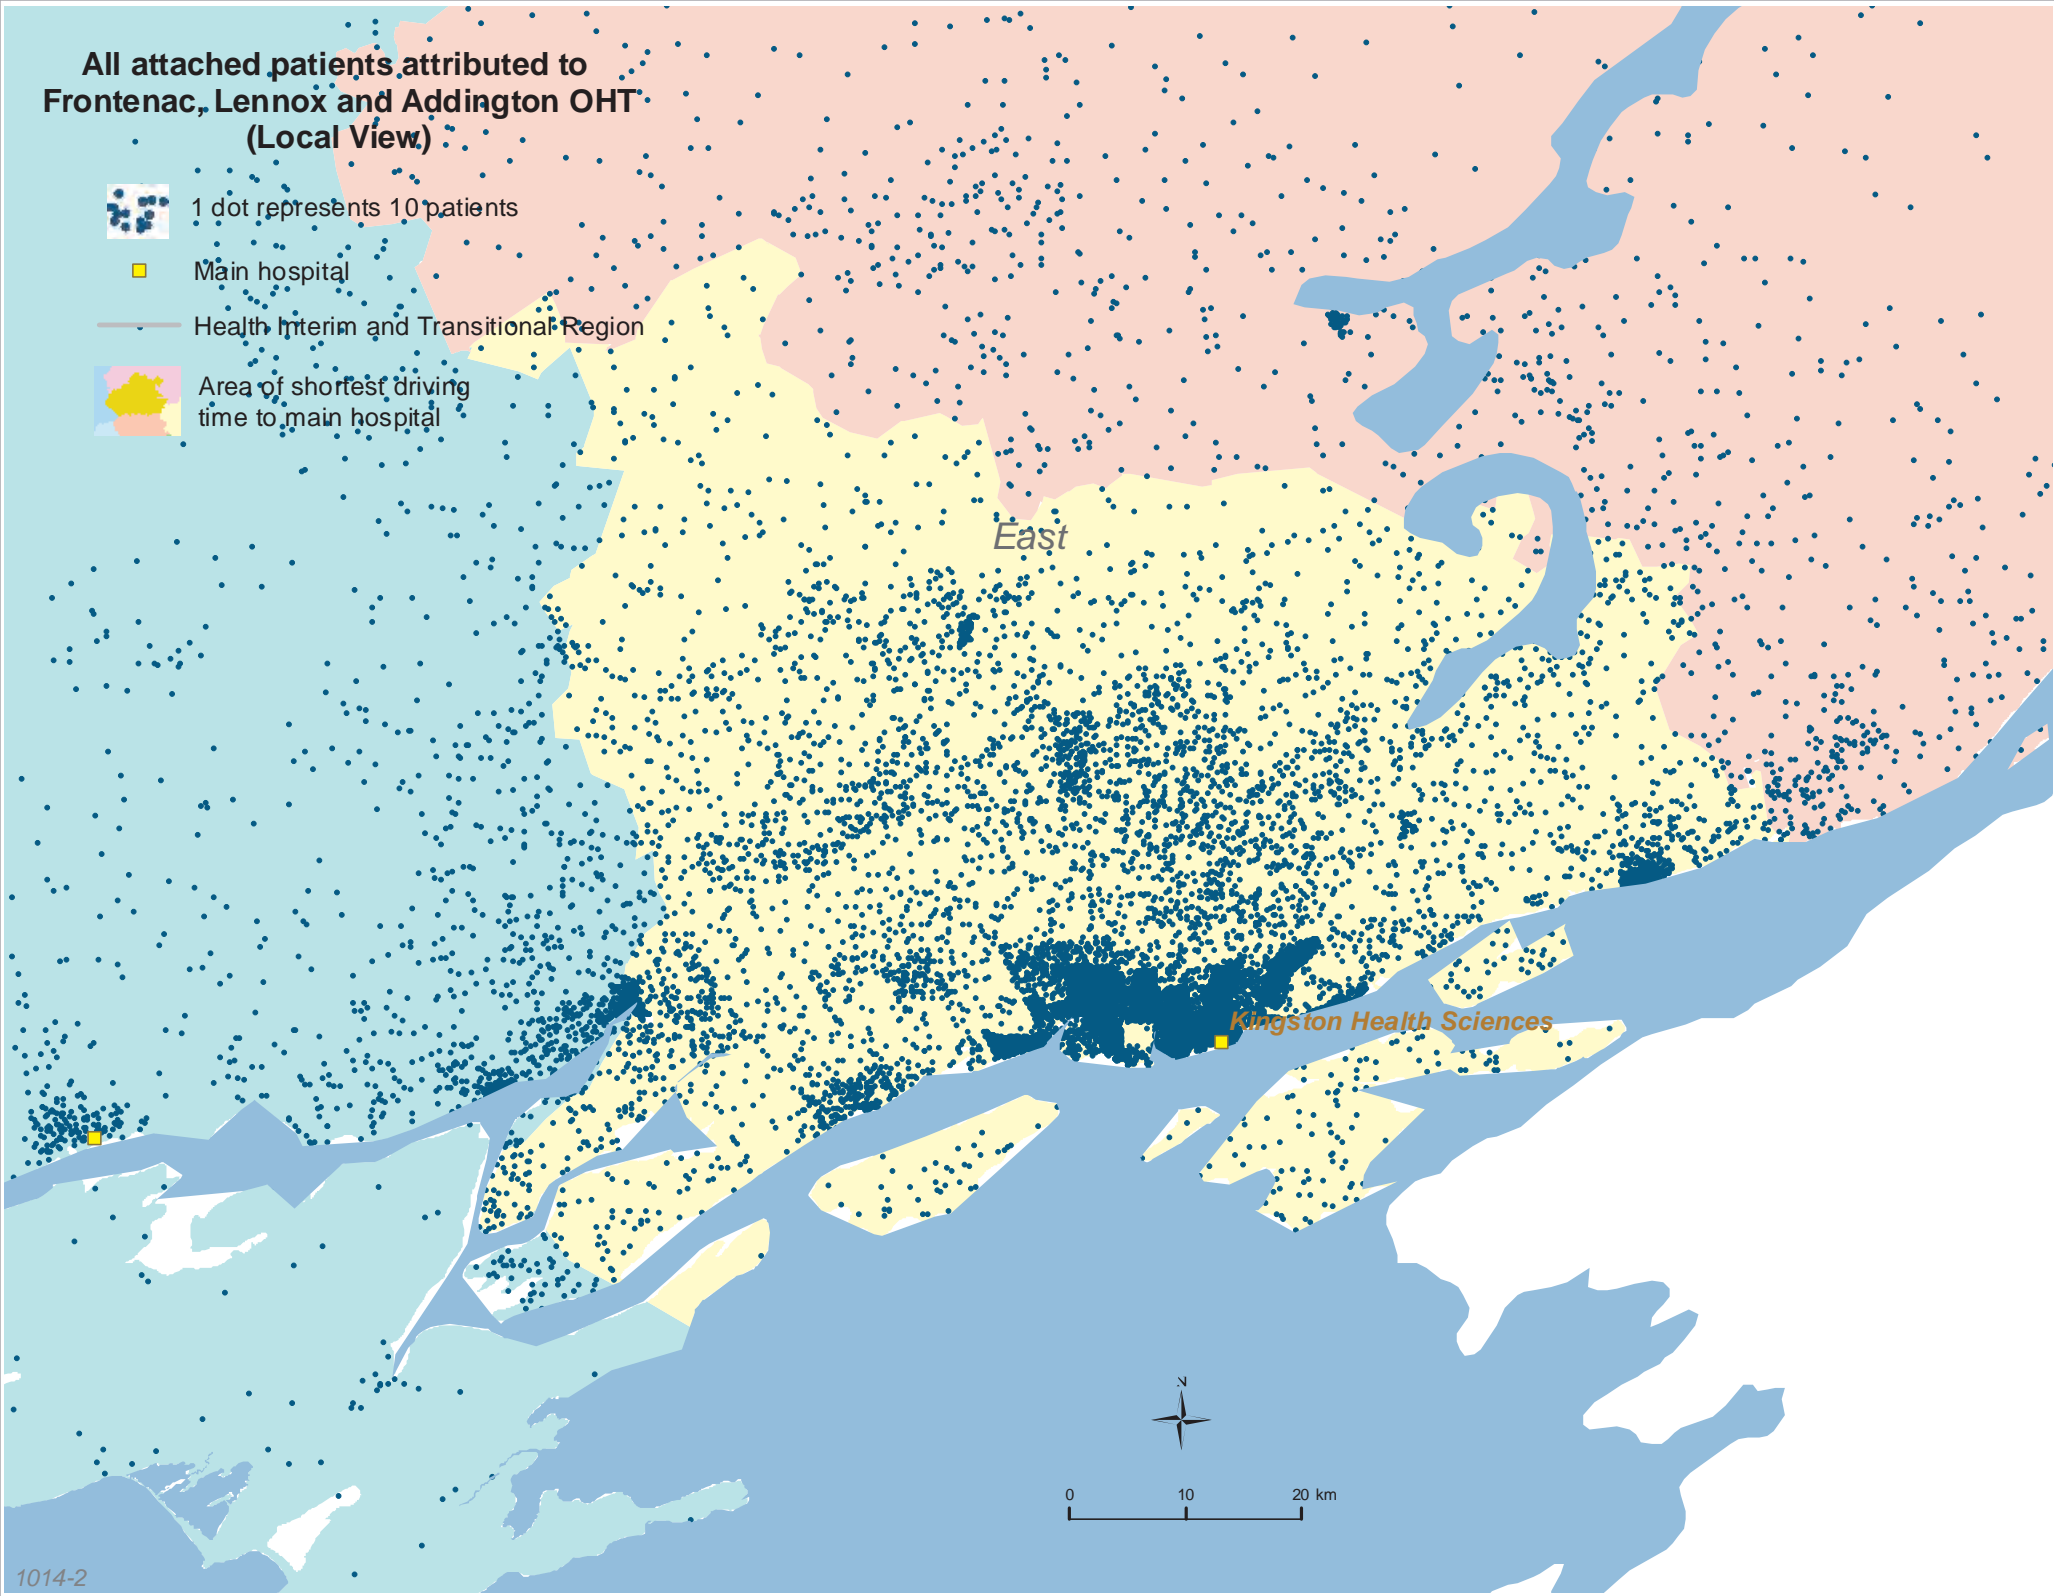 All attached patients attributed to
Frontenac, Lennox and Addington OHT
(Local View)
1 dot represents 10 patients
Main hospital
Health Interim and Transitional Region
Area of shortest driving
time to main hospital
East
Kingston Health Sciences
N
0 10 20 km
1014-2